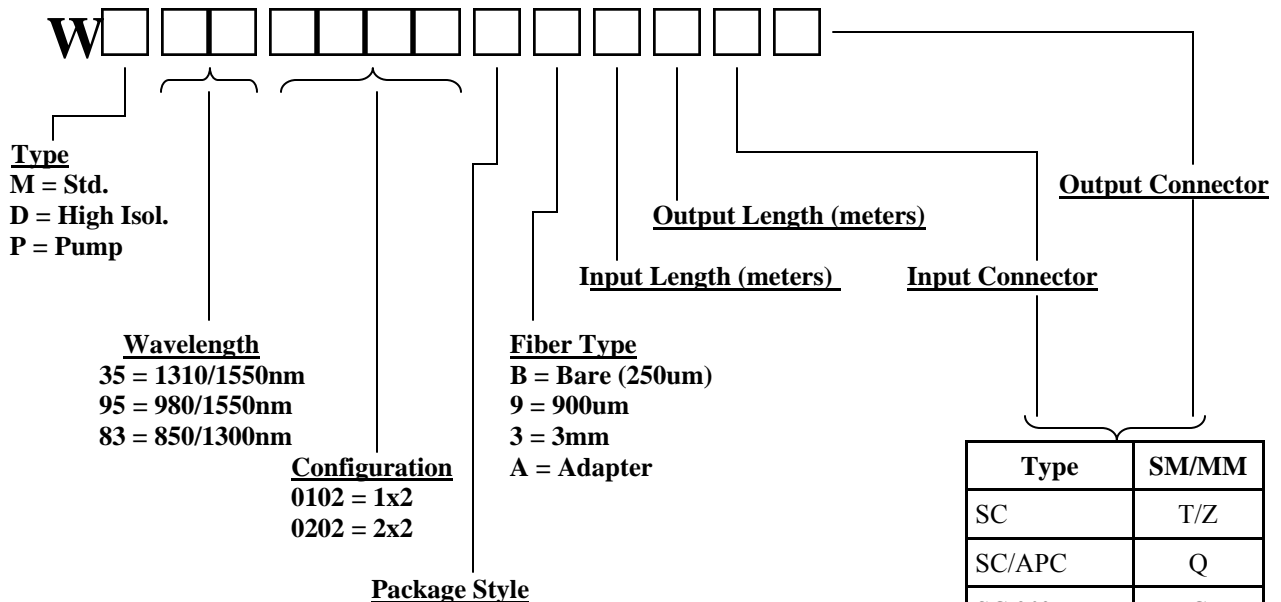 W
Type
M = Std.
D = High Isol.
P = Pump
Output Connector
Output Length (meters)
Input Length (meters)
Input Connector
Wavelength
35 = 1310/1550nm
95 = 980/1550nm
83 = 850/1300nm
Fiber Type
B = Bare (250um)
9 = 900um
3 = 3mm
A = Adapter
Configuration
0102 = 1x2
0202 = 2x2
Type SM/MM
SC T/Z
SC/APC Q
Package Style